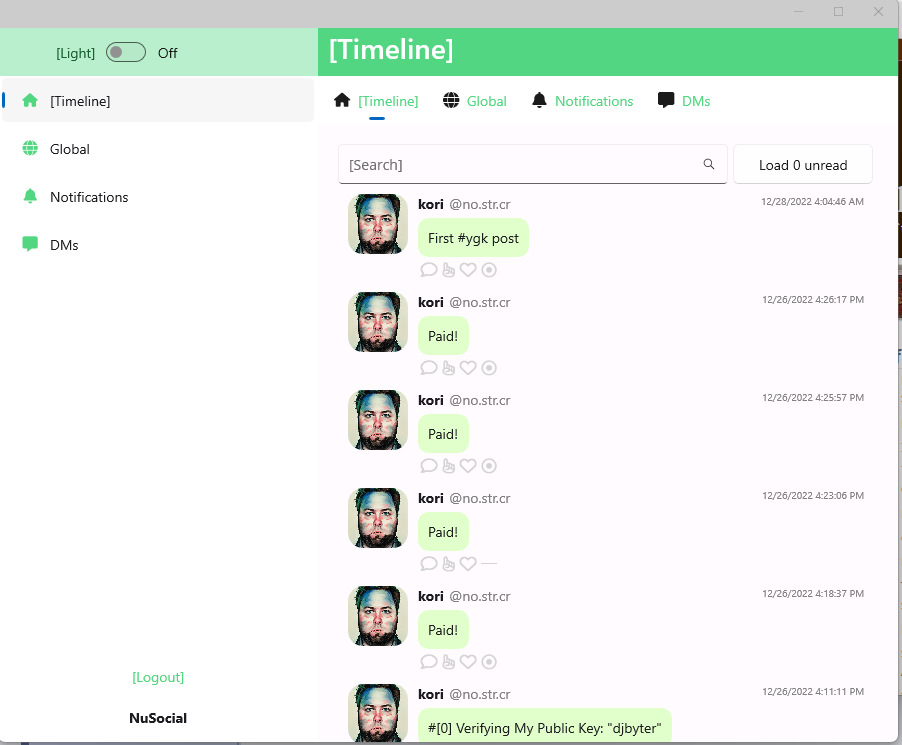 [Light] Off
[Timeline]
[Timeline]
Global
Notifications
DMs
[Logout]
NuSocial
[Timeline] Global Notifications DMs
[Search]
Load 0 unread
kori @no.str.cr 12/28/2022 4:04:46 AM
First #ygk post
kori @no.str.cr 12/26/2022 4:26:17 PM
Paid!
kori @no.str.cr 12/26/2022 4:25:57 PM
Paid!
kori @no.str.cr 12/26/2022 4:23:06 PM
Paid!
kori @no.str.cr 12/26/2022 4:18:37 PM
Paid!
kori @no.str.cr 12/26/2022 4:11:11 PM
#[0] Verifying My Public Key: "djbyter"